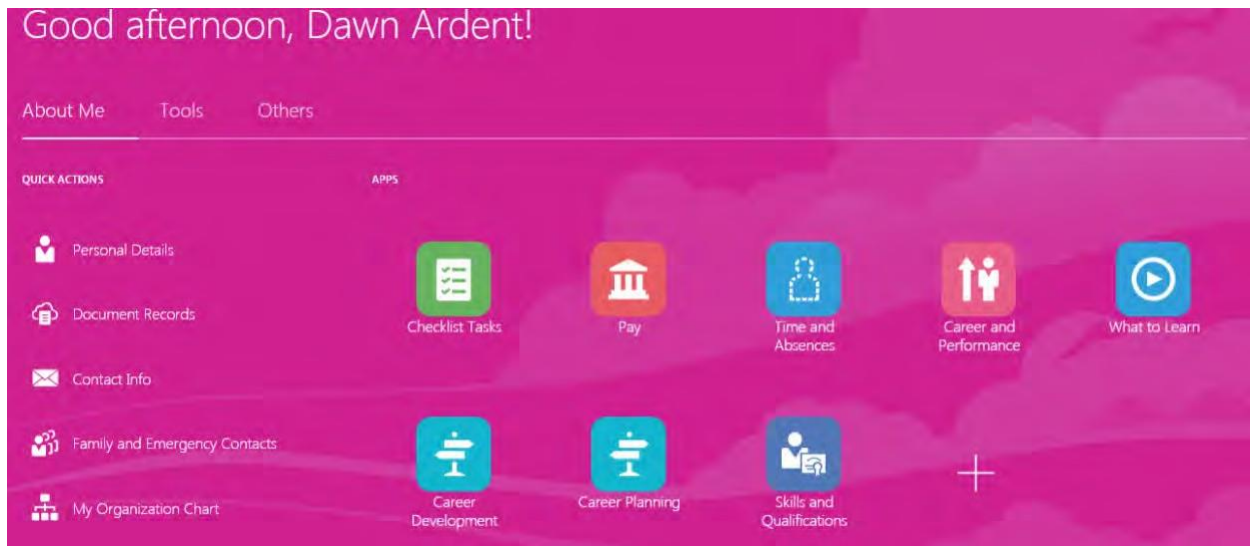 Good afternoon, Dawn Ardent!
About Me
Tools
Others
QUICK ACTIONS
APPS
Personal Details
Document Records
Contact Info
Family and Emergency Contacts
My Organization Chart
Checklist Tasks
Pay
Time and
Absences
Career and
Performance
What to Learn
Career
Development
Career Planning
Skills and
Qualifications